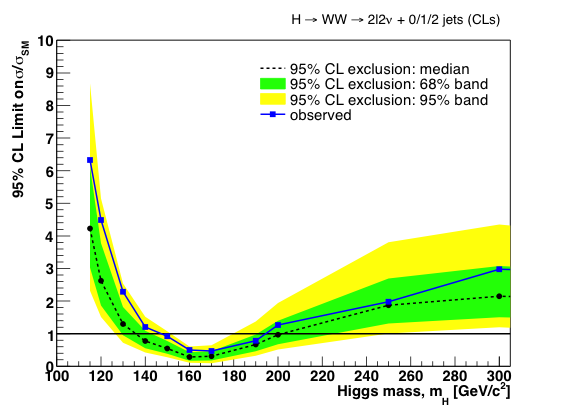 H → WW → 2l2ν + 0/1/2 jets (CLs)
95% CL Limit on σ/σSM
10
9
8
7
6
5
4
3
2
1
0
95% CL exclusion: median
95% CL exclusion: 68% band
95% CL exclusion: 95% band
observed
100 120 140 160 180 200 220 240 260 280 300
Higgs mass, mH [GeV/c²]